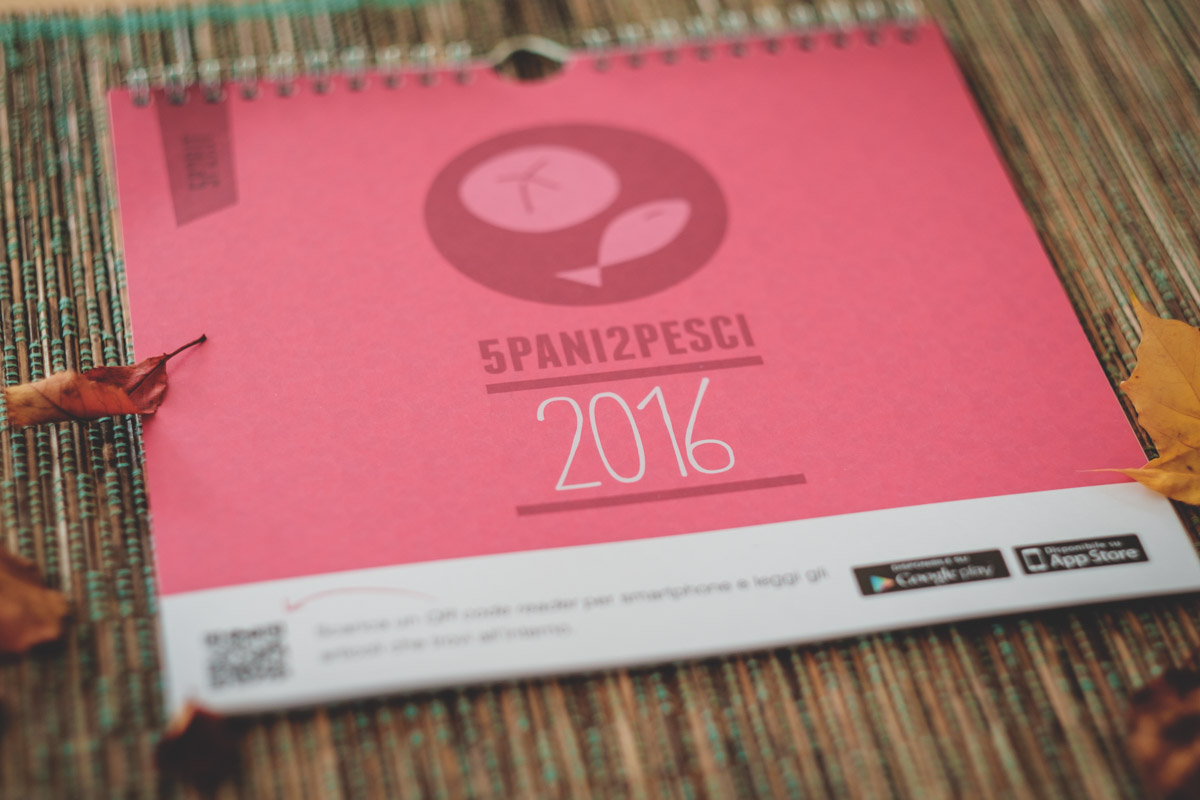 SPIRIT
5PANI2PESCI
2016
Scarica un QR code reader per smartphone e leggi gli
articoli che trovi all'interno.
DISPONIBILE SU
Google play
Disponibile su
App Store